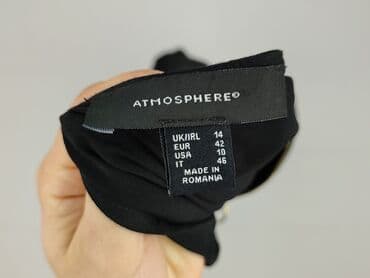 ATMOSPHERE©
UK/IRL 14
EUR 42
USA 10
IT 46
MADE IN
ROMANIA